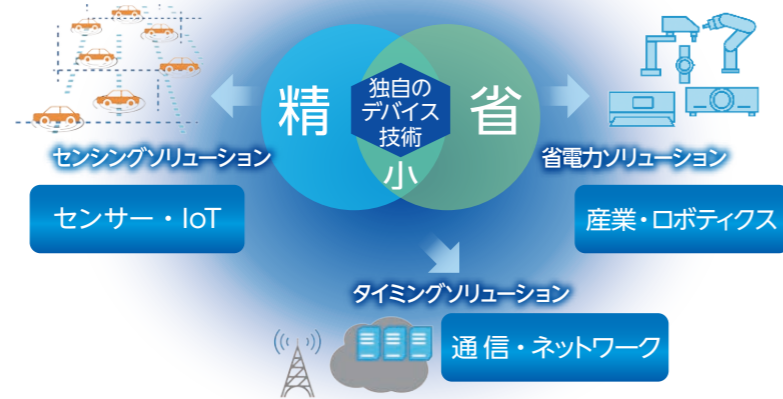 精
独自の
デバイス
技術
省
小
センシングソリューション
省電力ソリューション
センサー・IoT
産業・ロボティクス
タイミングソリューション
通信・ネットワーク